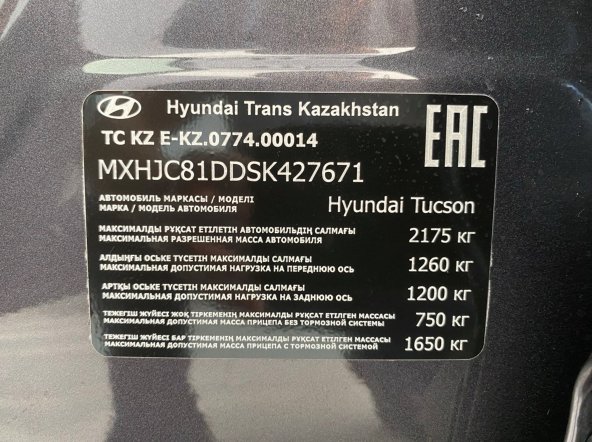 Hyundai Trans Kazakhstan
EAC
TC KZ E-KZ.0774.00014
MXHJC81DDSK427671
АВТОМОБИЛЬ МАРКАСЫ / МОДЕЛІ
МАРКА / МОДЕЛЬ АВТОМОБИЛЯ
Hyundai Tucson
МАКСИМАЛДЫ РҰҚСАТ ЕТІЛЕТІН АВТОМОБИЛЬДІҢ САЛМАҒЫ
МАКСИМАЛЬНАЯ РАЗРЕШЕННАЯ МАССА АВТОМОБИЛЯ
2175 кг
АЛДЫҢҒЫ ОСЬКЕ ТҮСЕТІН МАКСИМАЛДЫ САЛМАҒЫ
МАКСИМАЛЬНАЯ ДОПУСТИМАЯ НАГРУЗКА НА ПЕРЕДНЮЮ ОСЬ
1260 кг
АРТҚЫ ОСЬКЕ ТҮСЕТІН МАКСИМАЛДЫ САЛМАҒЫ
МАКСИМАЛЬНАЯ ДОПУСТИМАЯ НАГРУЗКА НА ЗАДНЮЮ ОСЬ
1200 кг
ТЕЖЕГІШ ЖҮЙЕСІ ЖОҚ ТІРКЕМЕНІҢ МАКСИМАЛДЫ РҰҚСАТ ЕТІЛГЕН МАССАСЫ
МАКСИМАЛЬНАЯ ДОПУСТИМАЯ МАССА ПРИЦЕПА БЕЗ ТОРМОЗНОЙ СИСТЕМЫ
750 кг
ТЕЖЕГІШ ЖҮЙЕСІ БАР ТІРКЕМЕНІҢ МАКСИМАЛДЫ РҰҚСАТ ЕТІЛГЕН МАССАСЫ
МАКСИМАЛЬНАЯ ДОПУСТИМАЯ МАССА ПРИЦЕПА С ТОРМОЗНОЙ СИСТЕМОЙ
1650 кг